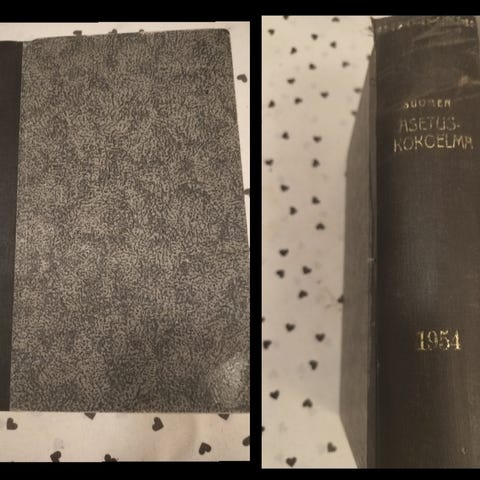 SUOMEN
ASETUS-
KOKOELMA
1954